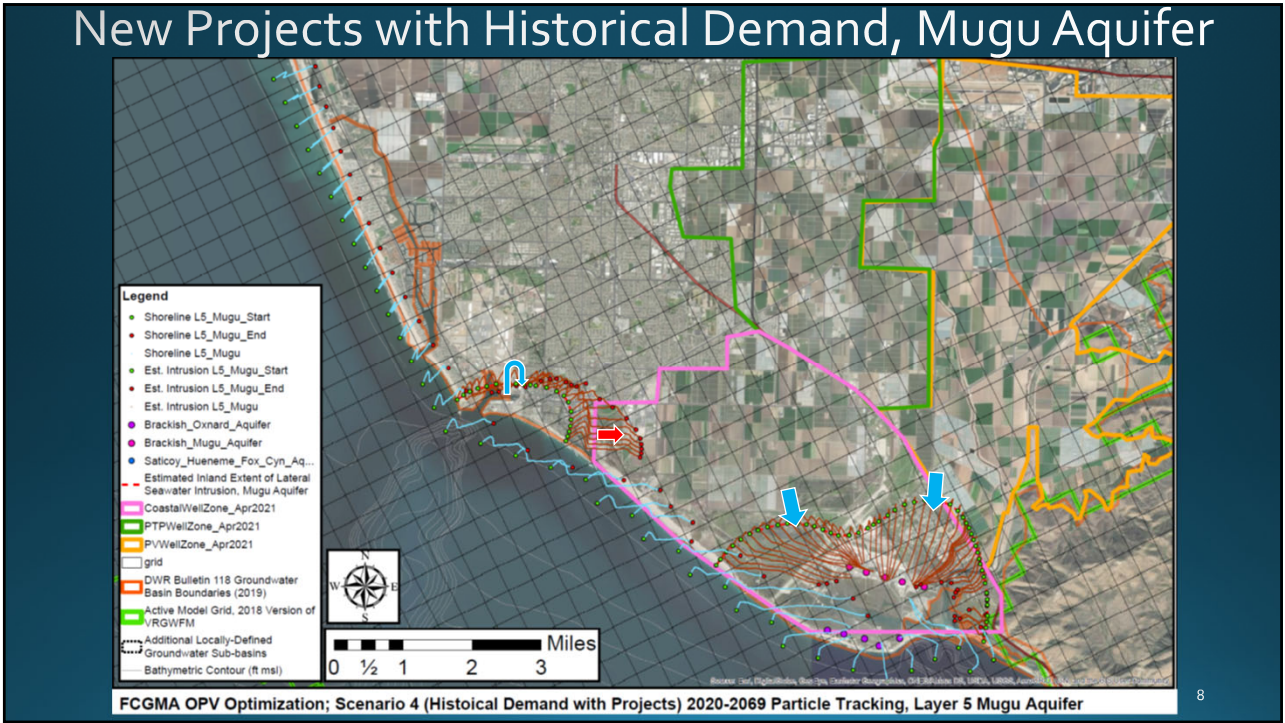 New Projects with Historical Demand, Mugu Aquifer
Legend
Shoreline L5_Mugu_Start
Shoreline L5_Mugu_End
Shoreline L5_Mugu
Est. Intrusion L5_Mugu_Start
Est. Intrusion L5_Mugu_End
Est. Intrusion L5_Mugu
Brackish_Oxnard_Aquifer
Brackish_Mugu_Aquifer
Saticoy_Hueneme_Fox_Cyn_Aq...
Estimated Inland Extent of Lateral
Seawater Intrusion, Mugu Aquifer
CoastalWellZone_Apr2021
PTPWellZone_Apr2021
PVWellZone_Apr2021
grid
DWR Bulletin 118 Groundwater
Basin Boundaries (2019)
Active Model Grid, 2018 Version of
VRGWFM
Additional Locally-Defined
Groundwater Sub-basins
Bathymetric Contour (ft msl)
N
W E
S
Miles
0 ½ 1 2 3
FCGMA OPV Optimization; Scenario 4 (Histoical Demand with Projects) 2020-2069 Particle Tracking, Layer 5 Mugu Aquifer
8